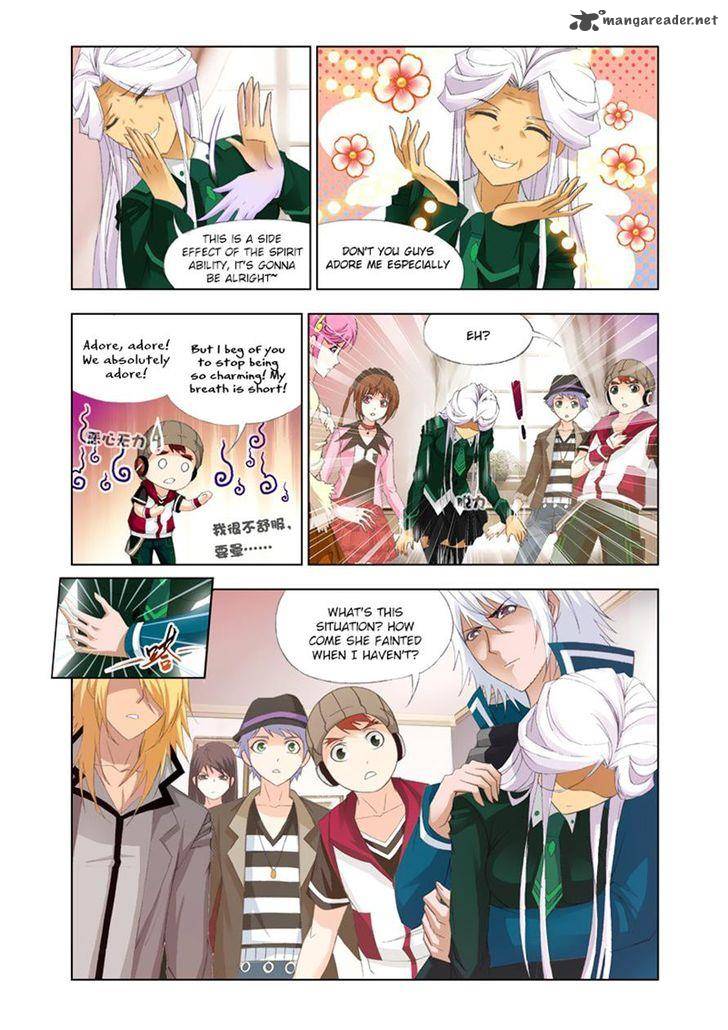 mangareader.net
THIS IS A SIDE
EFFECT OF THE SPIRIT
ABILITY, IT'S GONNA
BE ALRIGHT~
DON'T YOU GUYS
ADORE ME ESPECIALLY
Adore, adore!
We absolutely
adore!
But I beg of you
to stop being
so charming! My
breath is short!
恶心无力
我很不舒服，
要晕……
EH?
!
脱力
WHAT'S THIS
SITUATION? HOW
COME SHE FAINTED
WHEN I HAVEN'T?